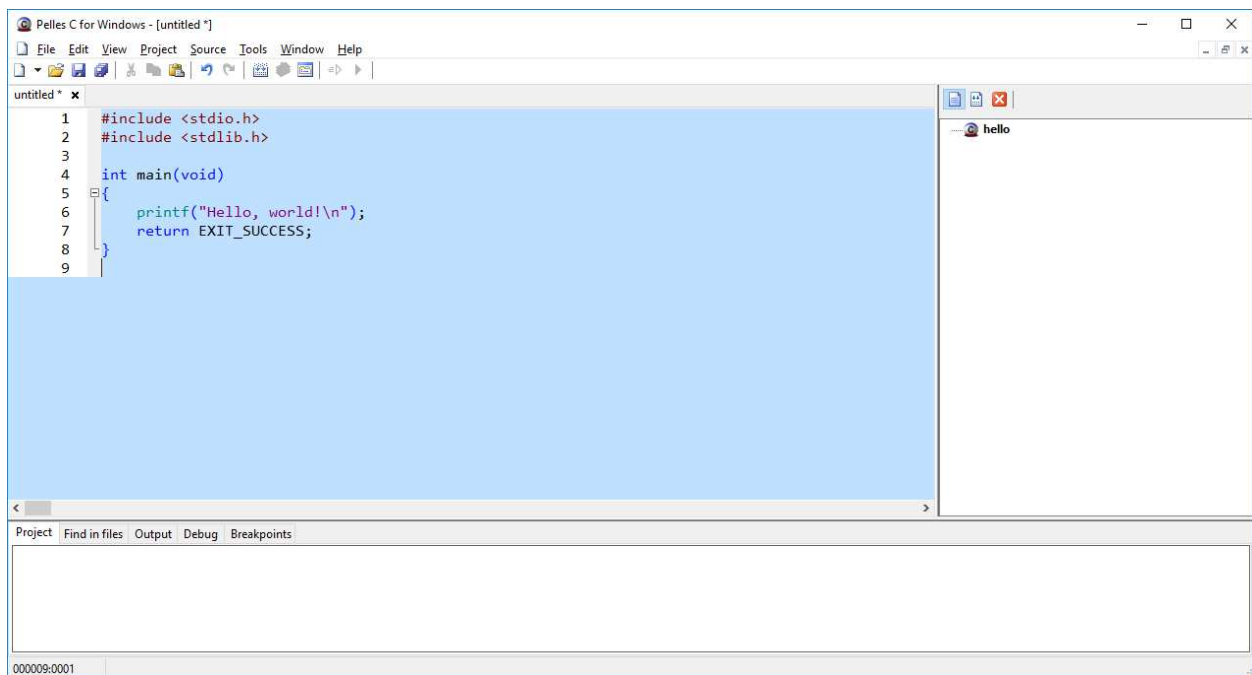 Pelles C for Windows - [untitled *]
File Edit View Project Source Tools Window Help
untitled *
1 #include <stdio.h>
2 #include <stdlib.h>
3
4 int main(void)
5 {
6     printf("Hello, world!\n");
7     return EXIT_SUCCESS;
8 }
9
hello
Project Find in files Output Debug Breakpoints
000009:0001